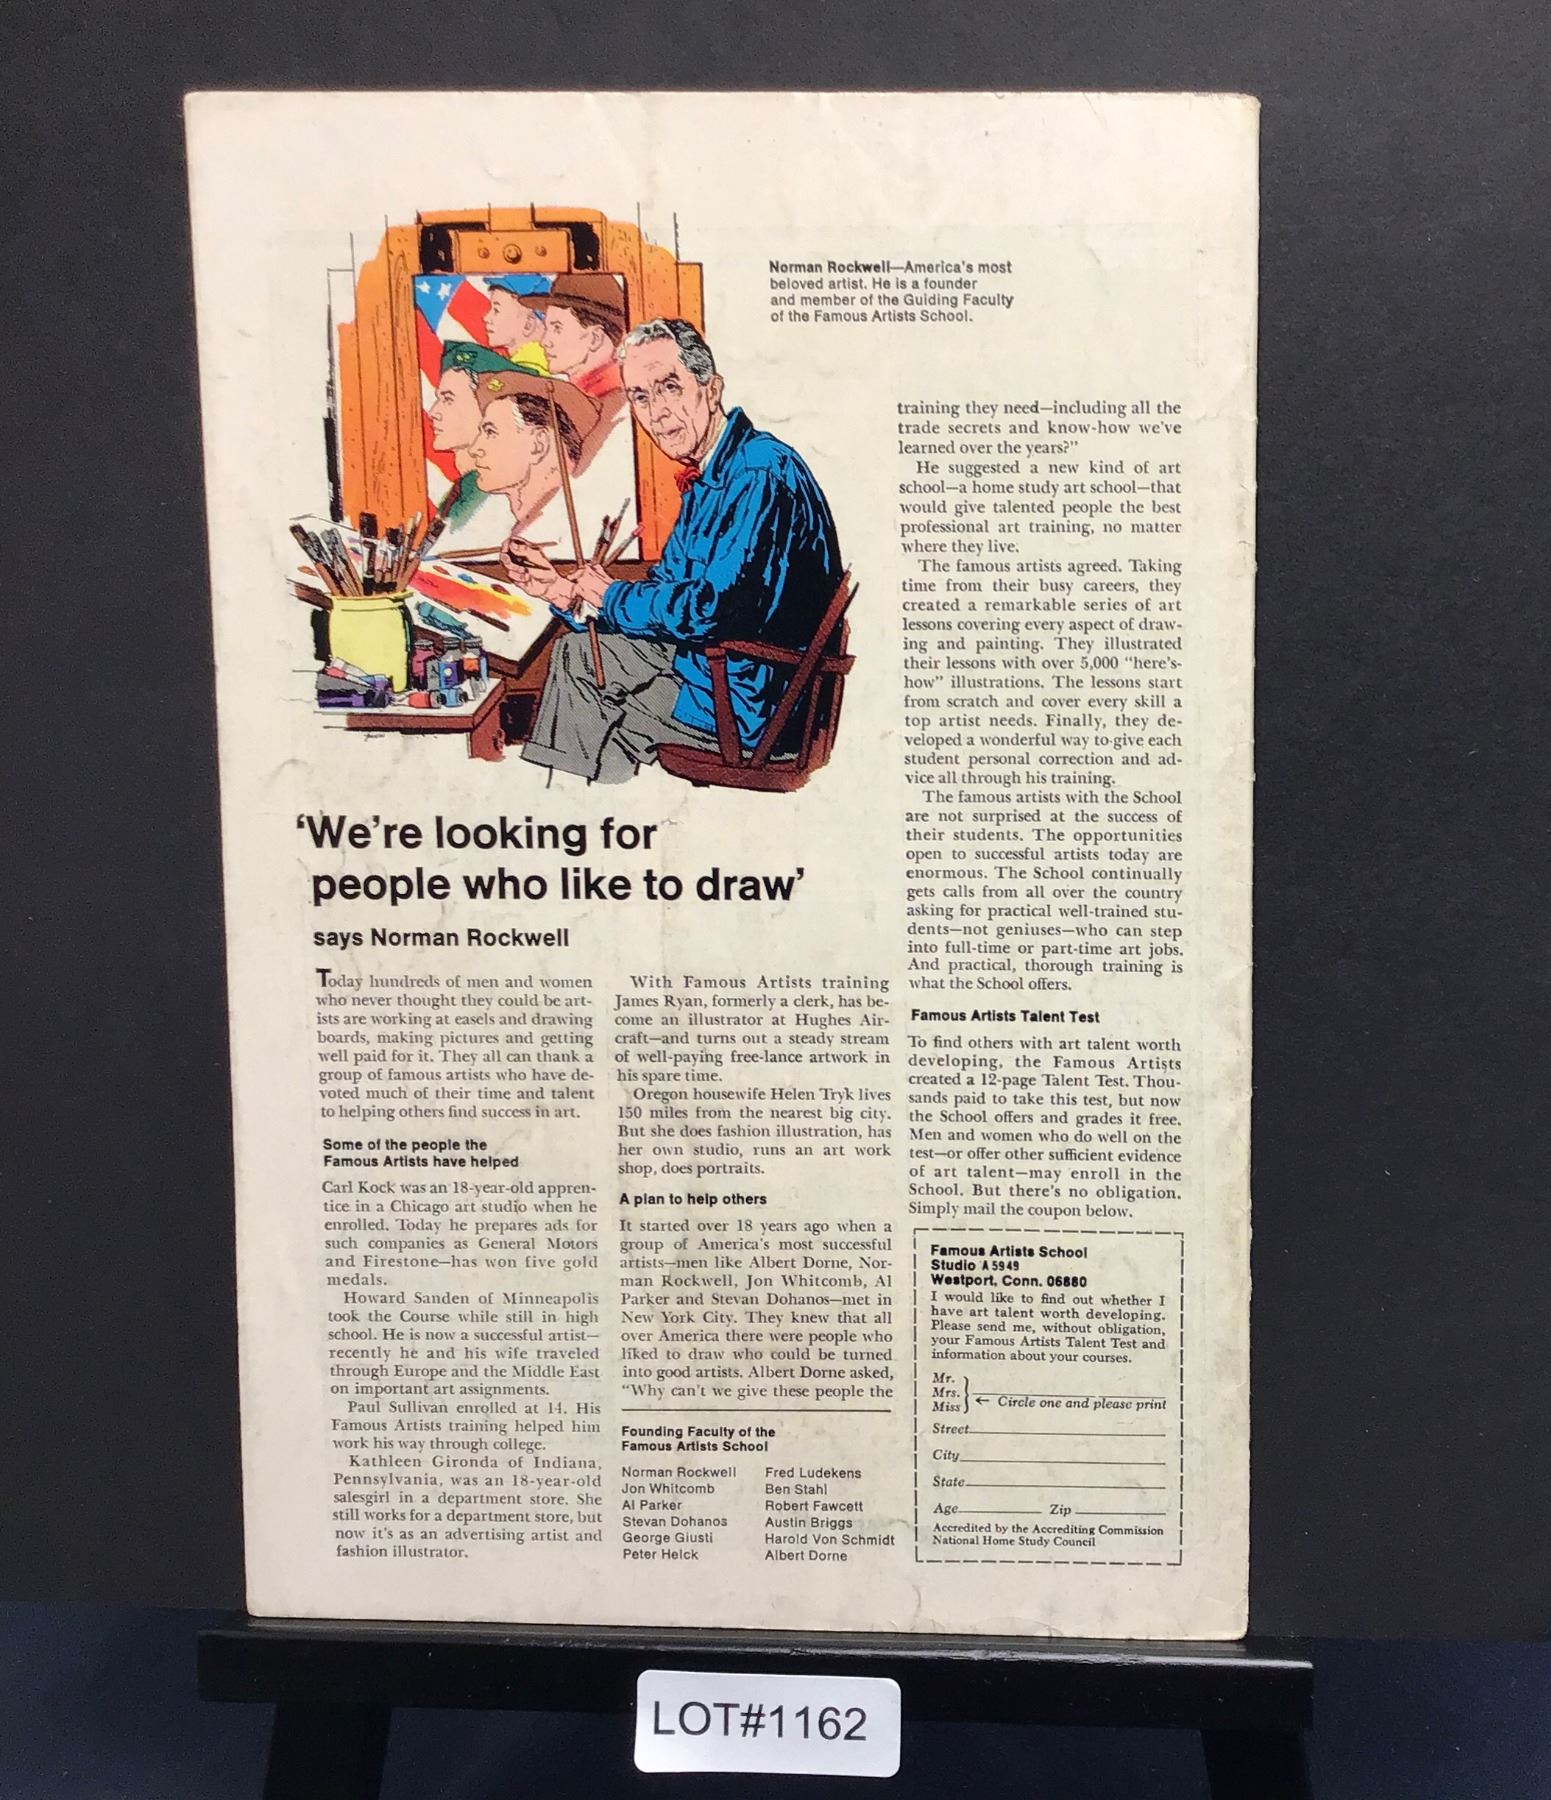 Norman Rockwell—America's most
beloved artist. He is a founder
and member of the Guiding Faculty
of the Famous Artists School.
'We're looking for
people who like to draw'
says Norman Rockwell
Today hundreds of men and women
who never thought they could be art-
ists are working at easels and drawing
boards, making pictures and getting
well paid for it. They all can thank a
group of famous artists who have de-
voted much of their time and talent
to helping others find success in art.
Some of the people the
Famous Artists have helped
Carl Kock was an 18-year-old appren-
tice in a Chicago art studio when he
enrolled. Today he prepares ads for
such companies as General Motors
and Firestone—has won five gold
medals.
Howard Sanden of Minneapolis
took the Course while still in high
school. He is now a successful artist—
recently he and his wife traveled
through Europe and the Middle East
on important art assignments.
Paul Sullivan enrolled at 14. His
Famous Artists training helped him
work his way through college.
Kathleen Gironda of Indiana,
Pennsylvania, was an 18-year-old
salesgirl in a department store. She
still works for a department store, but
now it's as an advertising artist and
fashion illustrator.
With Famous Artists training
James Ryan, formerly a clerk, has be-
come an illustrator at Hughes Air-
craft—and turns out a steady stream
of well-paying free-lance artwork in
his spare time.
Oregon housewife Helen Tryk lives
150 miles from the nearest big city.
But she does fashion illustration, has
her own studio, runs an art work
shop, does portraits.
A plan to help others
It started over 18 years ago when a
group of America's most successful
artists—men like Albert Dorne, Nor-
man Rockwell, Jon Whitcomb, Al
Parker and Stevan Dohanos—met in
New York City. They knew that all
over America there were people who
liked to draw who could be turned
into good artists. Albert Dorne asked,
"Why can't we give these people the
Founding Faculty of the
Famous Artists School
Norman Rockwell
Jon Whitcomb
Al Parker
Stevan Dohanos
George Giusti
Peter Helck
Fred Ludekens
Ben Stahl
Robert Fawcett
Austin Briggs
Harold Von Schmidt
Albert Dorne
training they need—including all the
trade secrets and know-how we've
learned over the years?"
He suggested a new kind of art
school—a home study art school—that
would give talented people the best
professional art training, no matter
where they live.
The famous artists agreed. Taking
time from their busy careers, they
created a remarkable series of art
lessons covering every aspect of draw-
ing and painting. They illustrated
their lessons with over 5,000 "here's-
how" illustrations. The lessons start
from scratch and cover every skill a
top artist needs. Finally, they de-
veloped a wonderful way to give each
student personal correction and ad-
vice all through his training.
The famous artists with the School
are not surprised at the success of
their students. The opportunities
open to successful artists today are
enormous. The School continually
gets calls from all over the country
asking for practical well-trained stu-
dents—not geniuses—who can step
into full-time or part-time art jobs.
And practical, thorough training is
what the School offers.
Famous Artists Talent Test
To find others with art talent worth
developing, the Famous Artists
created a 12-page Talent Test. Thou-
sands paid to take this test, but now
the School offers and grades it free.
Men and women who do well on the
test—or offer other sufficient evidence
of art talent—may enroll in the
School. But there's no obligation.
Simply mail the coupon below.
Famous Artists School
Studio A5949
Westport, Conn. 06880
I would like to find out whether I
have art talent worth developing.
Please send me, without obligation,
your Famous Artists Talent Test and
information about your courses.
Mr.
Mrs.
Miss ← Circle one and please print
Street
City
State
Age Zip
Accredited by the Accrediting Commission
National Home Study Council
LOT#1162